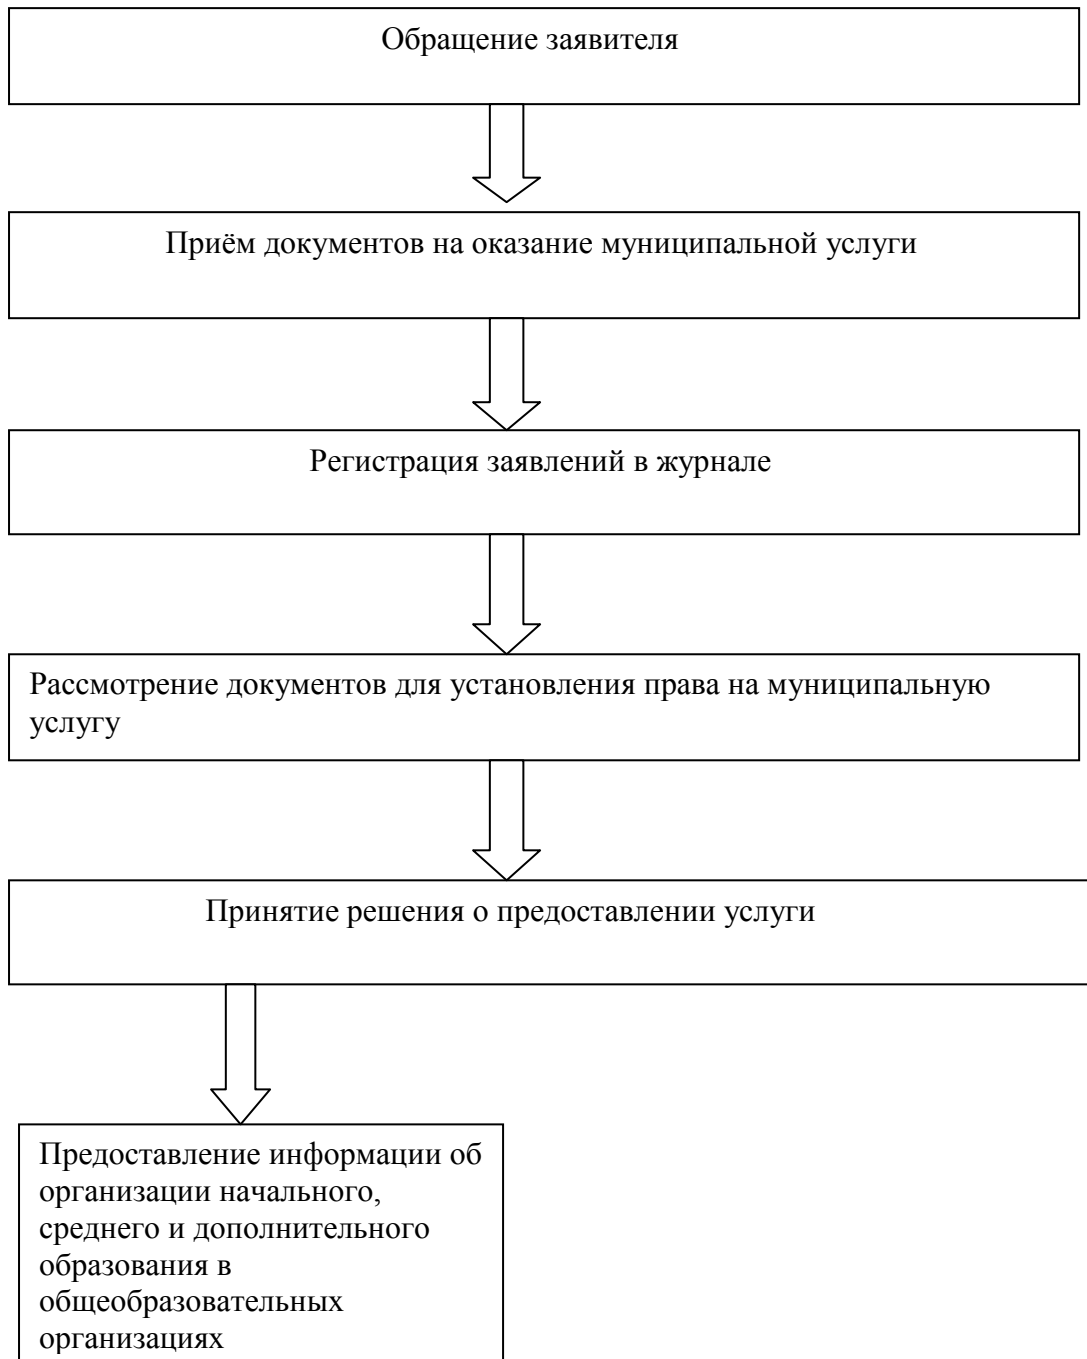 Обращение заявителя
Приём документов на оказание муниципальной услуги
Регистрация заявлений в журнале
Рассмотрение документов для установления права на муниципальную
услугу
Принятие решения о предоставлении услуги
Предоставление информации об
организации начального,
среднего и дополнительного
образования в
общеобразовательных
организациях